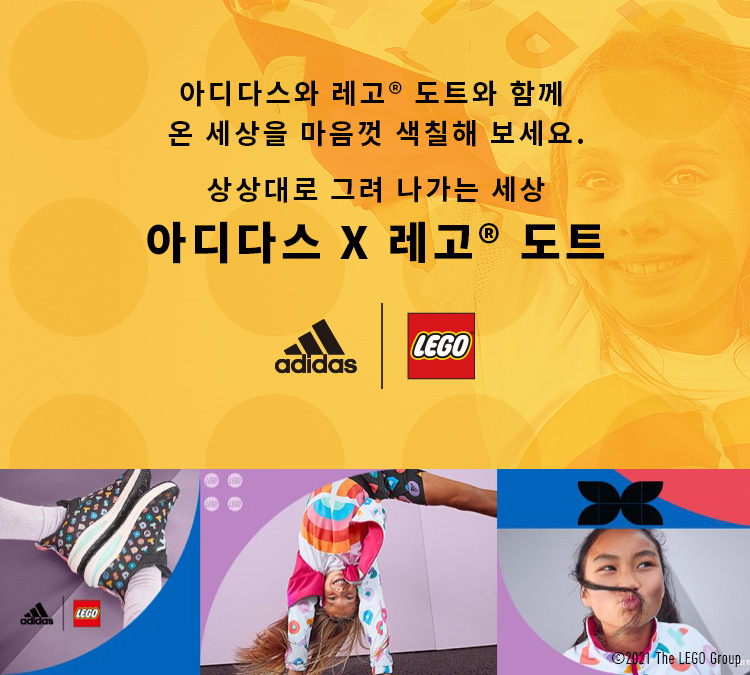 아디다스와 레고® 도트와 함께
온 세상을 마음껏 색칠해 보세요.
상상대로 그려 나가는 세상
아디다스 X 레고® 도트
adidas
LEGO
adidas
LEGO
©2021 The LEGO Group